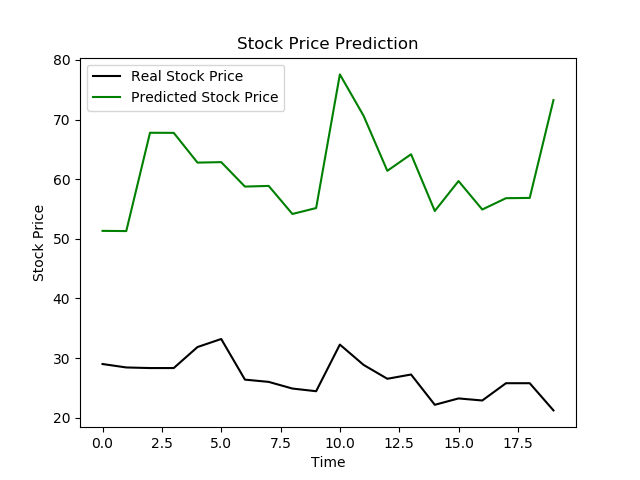 Stock Price Prediction
Real Stock Price
Predicted Stock Price
Stock Price
80
70
60
50
40
30
20
0.0 2.5 5.0 7.5 10.0 12.5 15.0 17.5
Time